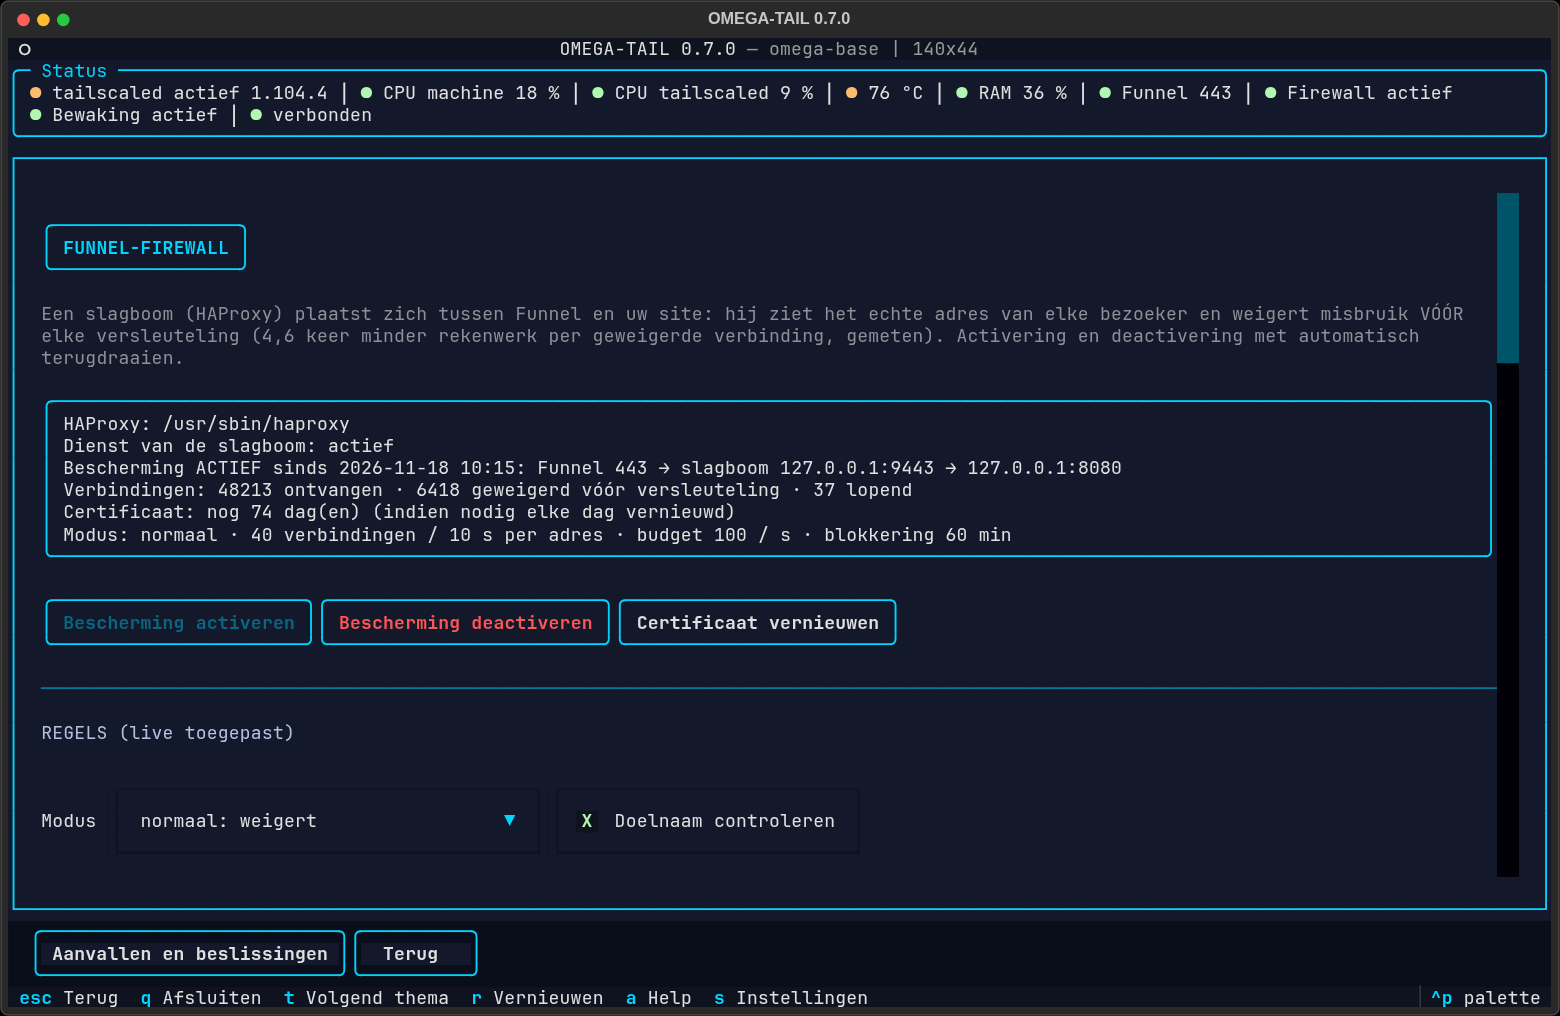 OMEGA-TAIL 0.7.0
OMEGA-TAIL 0.7.0 — omega-base | 140x44
Status
● tailscaled actief 1.104.4 │ ● CPU machine 18 % │ ● CPU tailscaled 9 % │ ● 76 °C │ ● RAM 36 % │ ● Funnel 443 │ ● Firewall actief
● Bewaking actief │ ● verbonden
FUNNEL-FIREWALL
Een slagboom (HAProxy) plaatst zich tussen Funnel en uw site: hij ziet het echte adres van elke bezoeker en weigert misbruik VÓÓR
elke versleuteling (4,6 keer minder rekenwerk per geweigerde verbinding, gemeten). Activering en deactivering met automatisch
terugdraaien.
HAProxy: /usr/sbin/haproxy
Dienst van de slagboom: actief
Bescherming ACTIEF sinds 2026-11-18 10:15: Funnel 443 → slagboom 127.0.0.1:9443 → 127.0.0.1:8080
Verbindingen: 48213 ontvangen · 6418 geweigerd vóór versleuteling · 37 lopend
Certificaat: nog 74 dag(en) (indien nodig elke dag vernieuwd)
Modus: normaal · 40 verbindingen / 10 s per adres · budget 100 / s · blokkering 60 min
Bescherming activeren Bescherming deactiveren Certificaat vernieuwen
REGELS (live toegepast)
Modus normaal: weigert ▼ X Doelnaam controleren
Aanvallen en beslissingen Terug
esc Terug q Afsluiten t Volgend thema r Vernieuwen a Help s Instellingen ^p palette